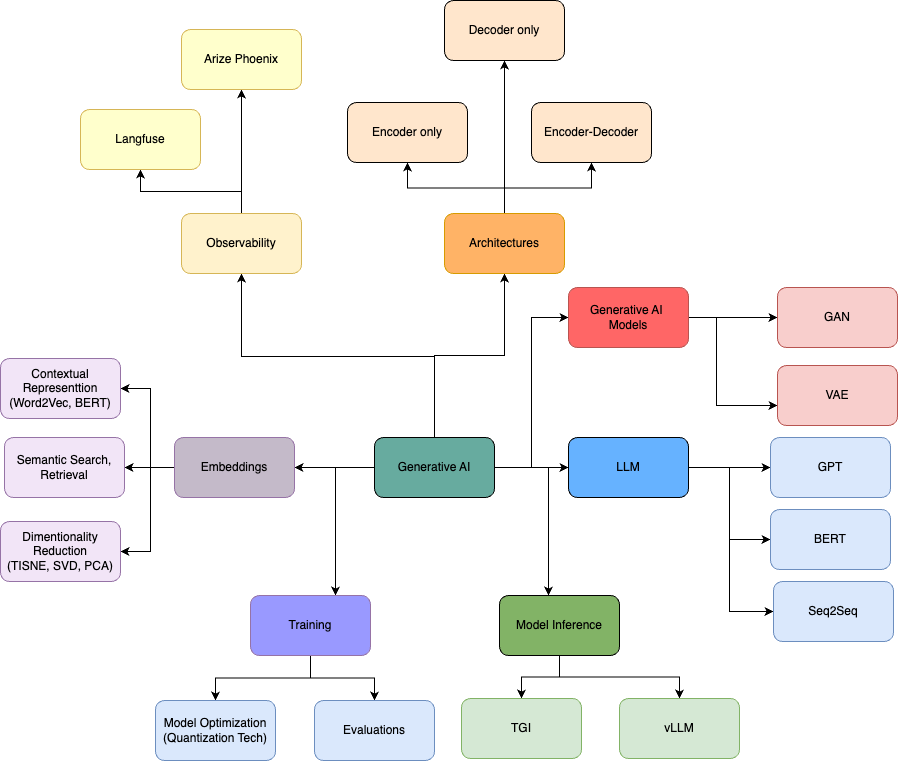 Decoder only
Arize Phoenix
Langfuse
Encoder only
Encoder-Decoder
Observability
Architectures
Generative AI
Models
GAN
VAE
Contextual
Representtion
(Word2Vec, BERT)
Semantic Search,
Retrieval
Dimentionality
Reduction
(TISNE, SVD, PCA)
Embeddings
Generative AI
LLM
GPT
BERT
Seq2Seq
Training
Model Inference
Model Optimization
(Quantization Tech)
Evaluations
TGI
vLLM